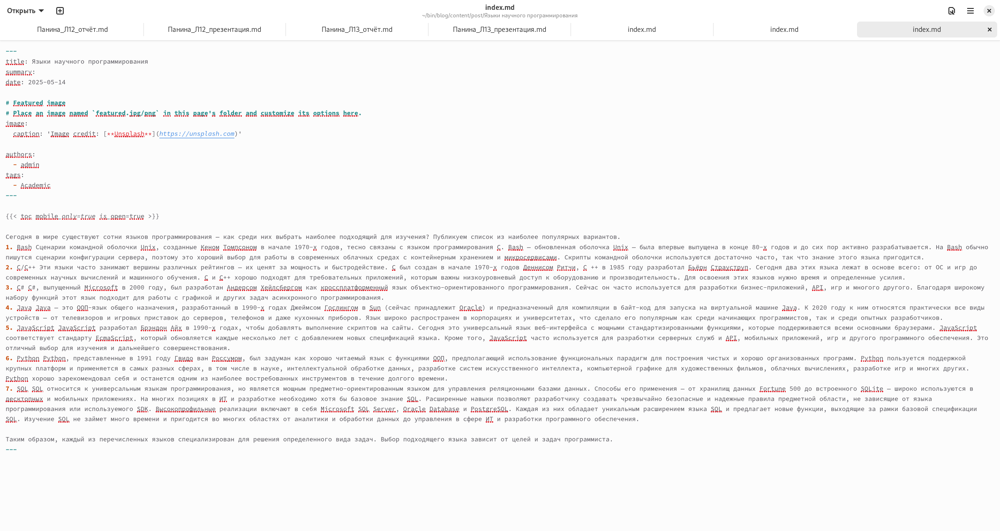 Открыть
index.md
~/bin/blog/content/post/Языки научного программирования
Панина_Л12_отчёт.md
Панина_Л12_презентация.md
Панина_Л13_отчёт.md
Панина_Л13_презентация.md
index.md
index.md
index.md
---
title: Языки научного программирования
summary:
date: 2025-05-14
# Featured image
# Place an image named `featured.jpg/png` in this page's folder and customize its options here.
image:
  caption: 'Image credit: [**Unsplash**](https://unsplash.com)'
authors:
  - admin
tags:
  - Academic
---
{{< toc mobile_only=true is_open=true >}}
Сегодня в мире существуют сотни языков программирования — как среди них выбрать наиболее подходящий для изучения? Публикуем список из наиболее популярных вариантов.
1. Bash Сценарии командной оболочки Unix, созданные Кеном Томпсоном в начале 1970-х годов, тесно связаны с языком программирования C. Bash — обновленная оболочка Unix — была впервые выпущена в конце 80-х годов и до сих пор активно разрабатывается. На Bash обычно
пишутся сценарии конфигурации сервера, поэтому это хороший выбор для работы в современных облачных средах с контейнерным хранением и микросервисами. Скрипты командной оболочки используются достаточно часто, так что знание этого языка пригодится.
2. C/C++ Эти языки часто занимают вершины различных рейтингов — их ценят за мощность и быстродействие. C был создан в начале 1970-х годов Деннисом Ритчи, C ++ в 1985 году разработал Бьёрн Страуструп. Сегодня два этих языка лежат в основе всего: от ОС и игр до
современных научных вычислений и машинного обучения. C и C++ хорошо подходят для требовательных приложений, которым важны низкоуровневый доступ к оборудованию и производительность. Для освоения этих языков нужно время и определенные усилия.
3. C# C#, выпущенный Microsoft в 2000 году, был разработан Андерсом Хейлсбергом как кроссплатформенный язык объектно-ориентированного программирования. Сейчас он часто используется для разработки бизнес-приложений, API, игр и многого другого. Благодаря широкому
набору функций этот язык подходит для работы с графикой и других задач асинхронного программирования.
4. Java Java — это ООП-язык общего назначения, разработанный в 1990-х годах Джеймсом Гослингом в Sun (сейчас принадлежит Oracle) и предназначенный для компиляции в байт-код для запуска на виртуальной машине Java. К 2020 году к ним относятся практически все виды
устройств — от телевизоров и игровых приставок до серверов, телефонов и даже кухонных приборов. Язык широко распространен в корпорациях и университетах, что сделало его популярным как среди начинающих программистов, так и среди опытных разработчиков.
5. JavaScript JavaScript разработал Брэндон Айх в 1990-х годах, чтобы добавлять выполнение скриптов на сайты. Сегодня это универсальный язык веб-интерфейса с мощными стандартизированными функциями, которые поддерживаются всеми основными браузерами. JavaScript
соответствует стандарту EcmaScript, который обновляется каждые несколько лет с добавлением новых спецификаций языка. Кроме того, JavaScript часто используется для разработки серверных служб и API, мобильных приложений, игр и другого программного обеспечения. Это
отличный выбор для изучения и дальнейшего совершенствования.
6. Python Python, представленные в 1991 году Гвидо ван Россумом, был задуман как хорошо читаемый язык с функциями ООП, предполагающий использование функциональных парадигм для построения чистых и хорошо организованных программ. Python пользуется поддержкой
крупных платформ и применяется в самых разных сферах, в том числе в науке, интеллектуальной обработке данных, разработке систем искусственного интеллекта, компьютерной графике для художественных фильмов, облачных вычислениях, разработке игр и многих других.
Python хорошо зарекомендовал себя и останется одним из наиболее востребованных инструментов в течение долгого времени.
7. SQL SQL относится к универсальным языкам программирования, но является мощным предметно-ориентированным языком для управления реляционными базами данных. Способы его применения — от хранилищ данных Fortune 500 до встроенного SQLite — широко используются в
десктопных и мобильных приложениях. На многих позициях в ИТ и разработке необходимо хотя бы базовое знание SQL. Расширенные навыки позволяют разработчику создавать чрезвычайно безопасные и надежные правила предметной области, не зависящие от языка
программирования или используемого SDK. Высокопрофильные реализации включают в себя Microsoft SQL Server, Oracle Database и PostgreSQL. Каждая из них обладает уникальным расширением языка SQL и предлагает новые функции, выходящие за рамки базовой спецификации
SQL. Изучение SQL не займет много времени и пригодится во многих областях от аналитики и обработки данных до управления в сфере ИТ и разработки программного обеспечения.
Таким образом, каждый из перечисленных языков специализирован для решения определенного вида задач. Выбор подходящего языка зависит от целей и задач программиста.
---